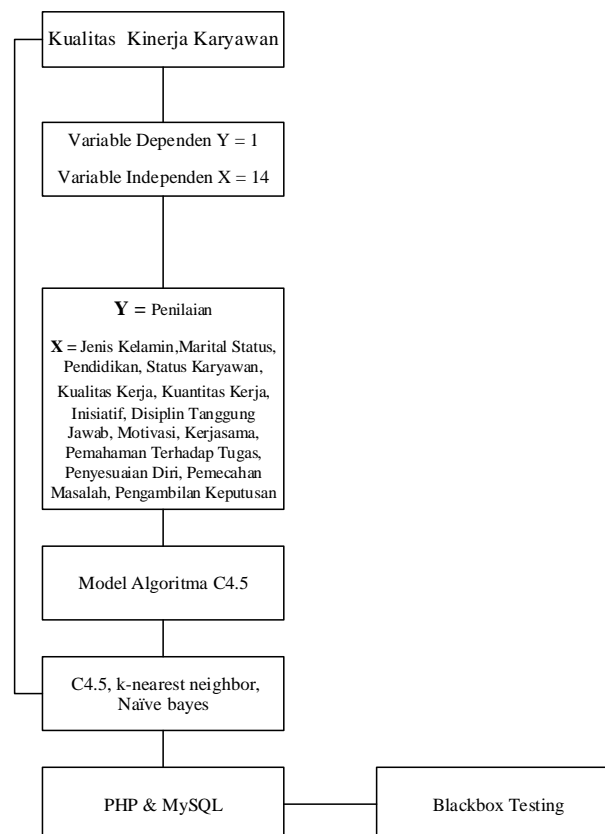 Kualitas Kinerja Karyawan
Variable Dependen Y = 1
Variable Independen X = 14
Y = Penilaian
X = Jenis Kelamin,Marital Status,
Pendidikan, Status Karyawan,
Kualitas Kerja, Kuantitas Kerja,
Inisiatif, Disiplin Tanggung
Jawab, Motivasi, Kerjasama,
Pemahaman Terhadap Tugas,
Penyesuaian Diri, Pemecahan
Masalah, Pengambilan Keputusan
Model Algoritma C4.5
C4.5, k-nearest neighbor,
Naïve bayes
PHP & MySQL
Blackbox Testing